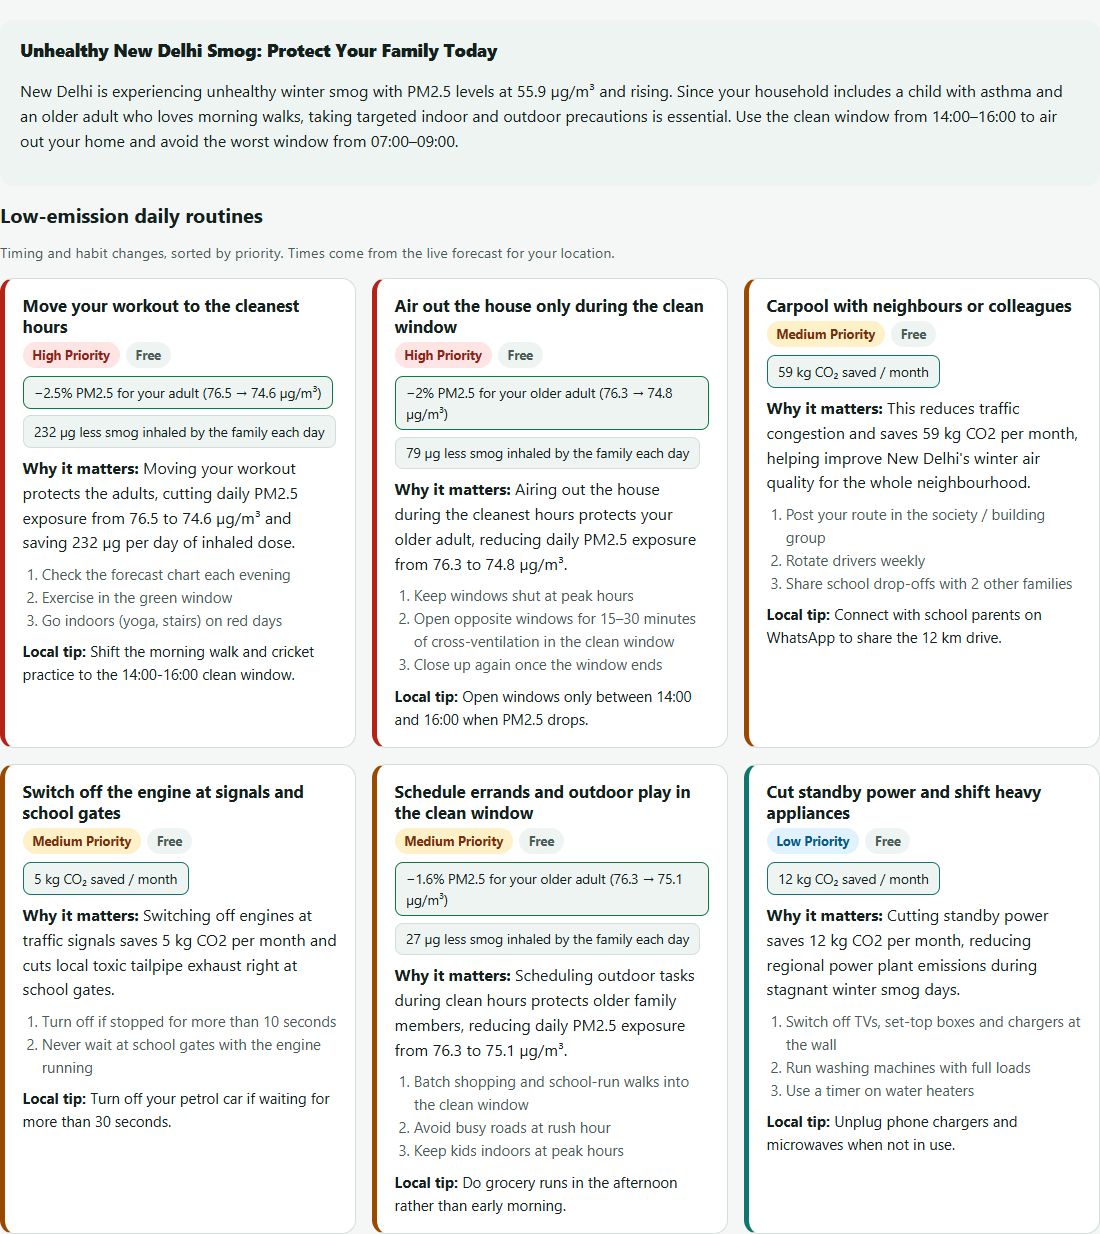 Unhealthy New Delhi Smog: Protect Your Family Today
New Delhi is experiencing unhealthy winter smog with PM2.5 levels at 55.9 µg/m³ and rising. Since your household includes a child with asthma and
an older adult who loves morning walks, taking targeted indoor and outdoor precautions is essential. Use the clean window from 14:00–16:00 to air
out your home and avoid the worst window from 07:00–09:00.
Low-emission daily routines
Timing and habit changes, sorted by priority. Times come from the live forecast for your location.
Move your workout to the cleanest
hours
High Priority Free
−2.5% PM2.5 for your adult (76.5 → 74.6 µg/m³)
232 µg less smog inhaled by the family each day
Why it matters: Moving your workout
protects the adults, cutting daily PM2.5
exposure from 76.5 to 74.6 µg/m³ and
saving 232 µg per day of inhaled dose.
1. Check the forecast chart each evening
2. Exercise in the green window
3. Go indoors (yoga, stairs) on red days
Local tip: Shift the morning walk and cricket
practice to the 14:00-16:00 clean window.
Air out the house only during the clean
window
High Priority Free
−2% PM2.5 for your older adult (76.3 → 74.8
µg/m³)
79 µg less smog inhaled by the family each day
Why it matters: Airing out the house
during the cleanest hours protects your
older adult, reducing daily PM2.5 exposure
from 76.3 to 74.8 µg/m³.
1. Keep windows shut at peak hours
2. Open opposite windows for 15–30 minutes
of cross-ventilation in the clean window
3. Close up again once the window ends
Local tip: Open windows only between 14:00
and 16:00 when PM2.5 drops.
Carpool with neighbours or colleagues
Medium Priority Free
59 kg CO₂ saved / month
Why it matters: This reduces traffic
congestion and saves 59 kg CO2 per month,
helping improve New Delhi's winter air
quality for the whole neighbourhood.
1. Post your route in the society / building
group
2. Rotate drivers weekly
3. Share school drop-offs with 2 other families
Local tip: Connect with school parents on
WhatsApp to share the 12 km drive.
Switch off the engine at signals and
school gates
Medium Priority Free
5 kg CO₂ saved / month
Why it matters: Switching off engines at
traffic signals saves 5 kg CO2 per month and
cuts local toxic tailpipe exhaust right at
school gates.
1. Turn off if stopped for more than 10 seconds
2. Never wait at school gates with the engine
running
Local tip: Turn off your petrol car if waiting for
more than 30 seconds.
Schedule errands and outdoor play in
the clean window
Medium Priority Free
−1.6% PM2.5 for your older adult (76.3 → 75.1
µg/m³)
27 µg less smog inhaled by the family each day
Why it matters: Scheduling outdoor tasks
during clean hours protects older family
members, reducing daily PM2.5 exposure
from 76.3 to 75.1 µg/m³.
1. Batch shopping and school-run walks into
the clean window
2. Avoid busy roads at rush hour
3. Keep kids indoors at peak hours
Local tip: Do grocery runs in the afternoon
rather than early morning.
Cut standby power and shift heavy
appliances
Low Priority Free
12 kg CO₂ saved / month
Why it matters: Cutting standby power
saves 12 kg CO2 per month, reducing
regional power plant emissions during
stagnant winter smog days.
1. Switch off TVs, set-top boxes and chargers at
the wall
2. Run washing machines with full loads
3. Use a timer on water heaters
Local tip: Unplug phone chargers and
microwaves when not in use.